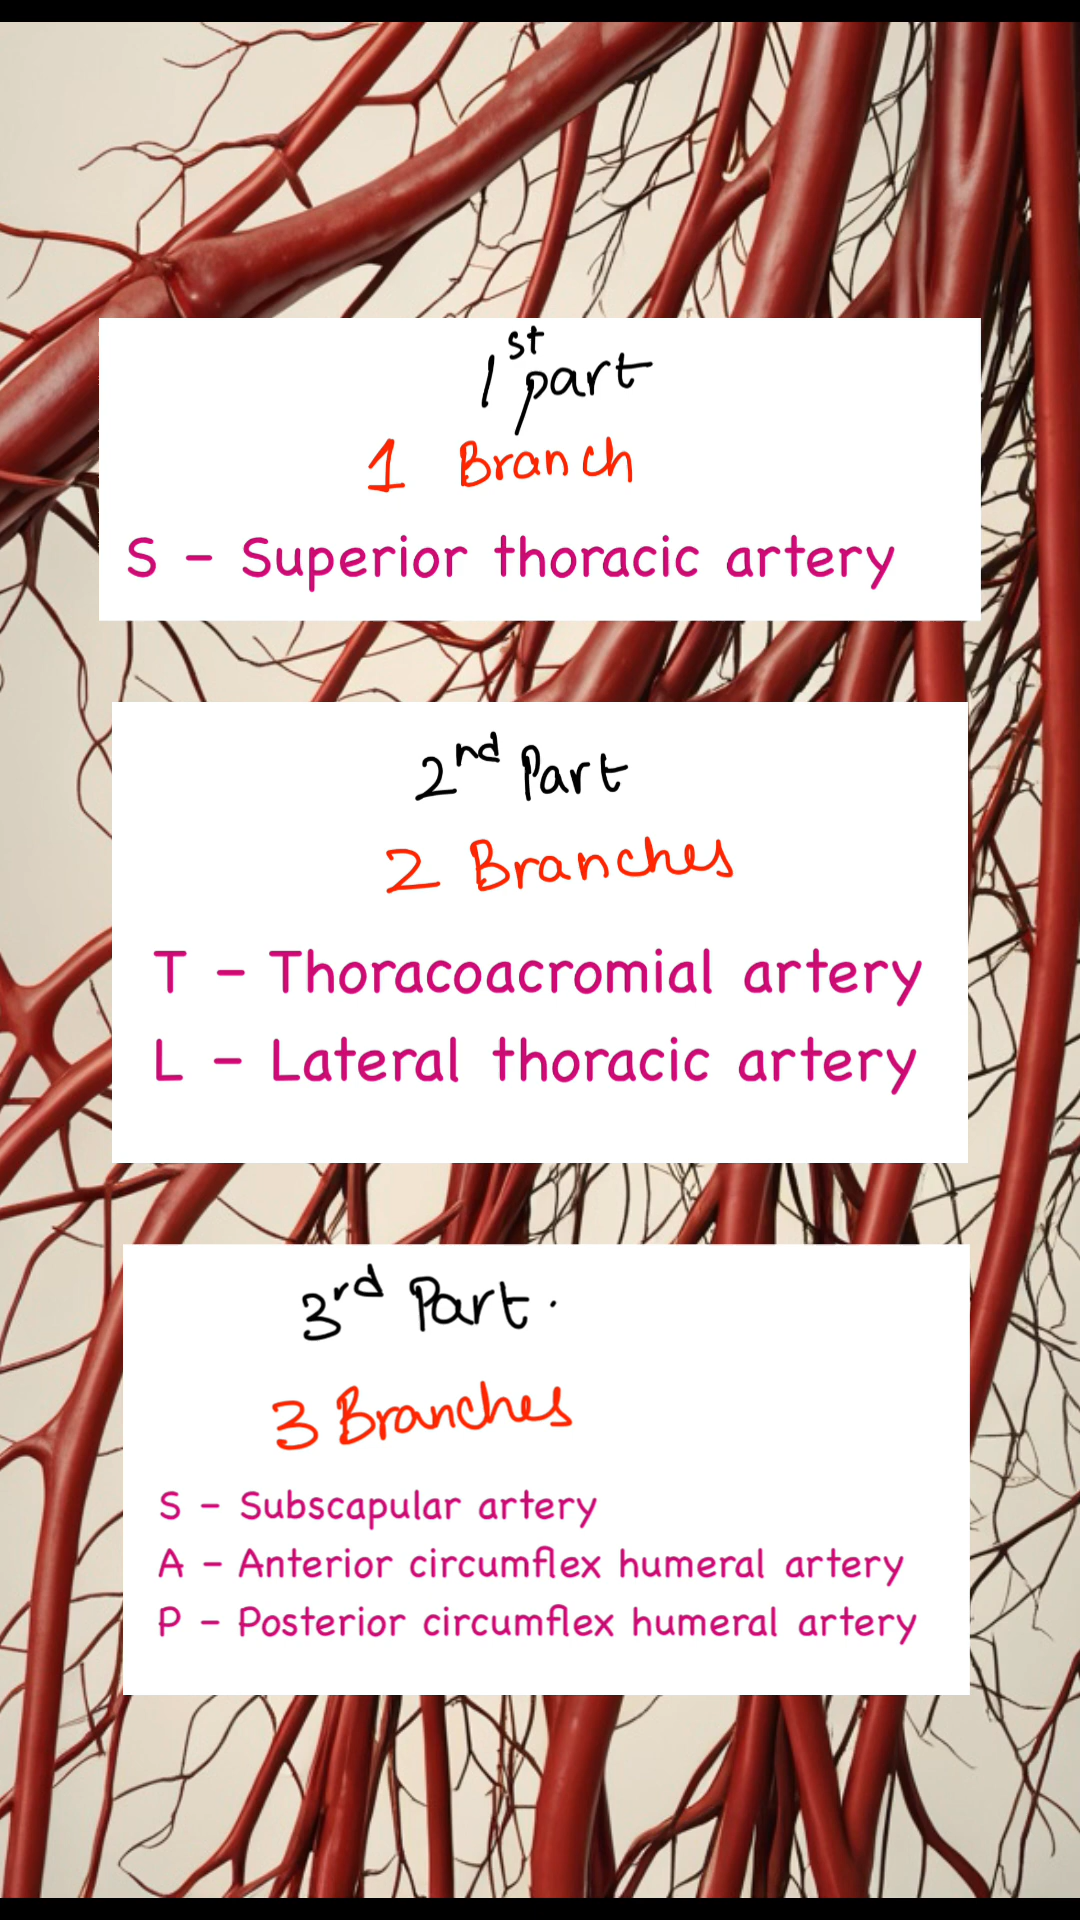 1st part
1 Branch
S - Superior thoracic artery
2nd Part
2 Branches
T - Thoracoacromial artery
L - Lateral thoracic artery
3rd Part.
3 Branches
S - Subscapular artery
A - Anterior circumflex humeral artery
P - Posterior circumflex humeral artery